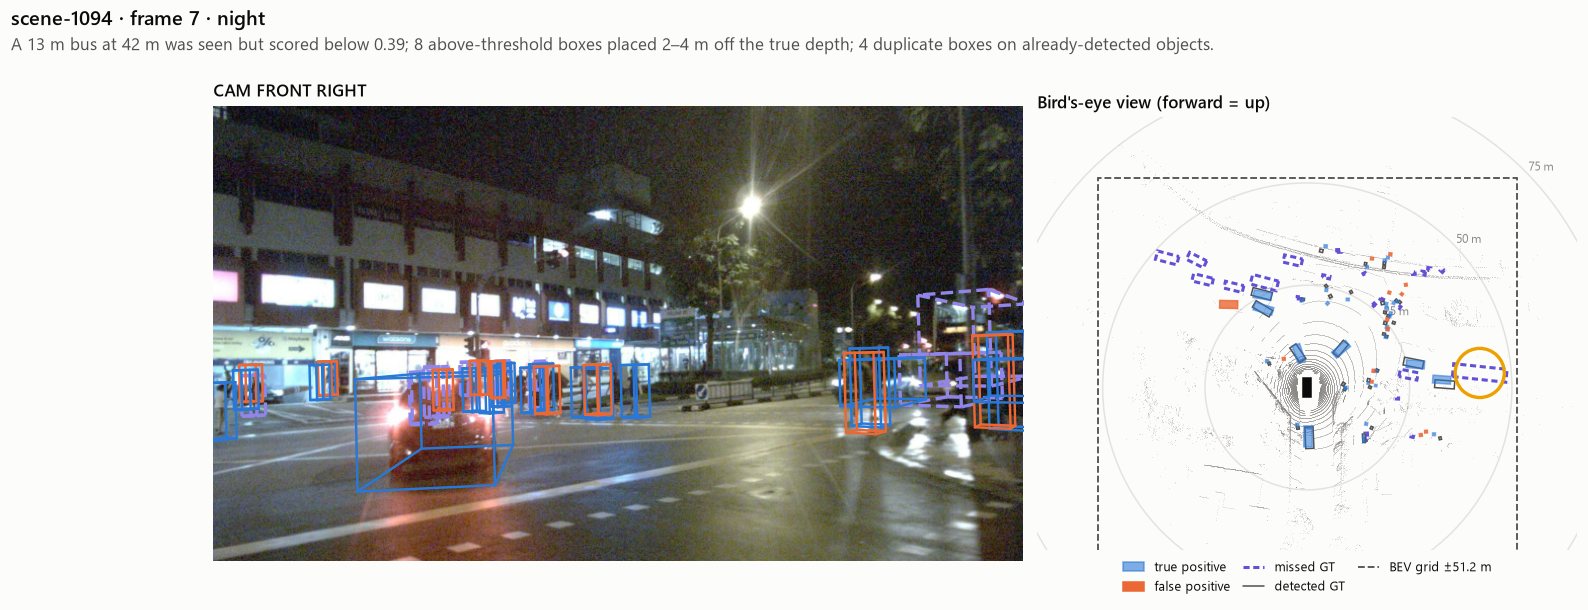 scene-1094 · frame 7 · night
A 13 m bus at 42 m was seen but scored below 0.39; 8 above-threshold boxes placed 2–4 m off the true depth; 4 duplicate boxes on already-detected objects.
CAM FRONT RIGHT
Bird's-eye view (forward = up)
75 m
50 m
watsons
true positive
missed GT
BEV grid ±51.2 m
false positive
detected GT